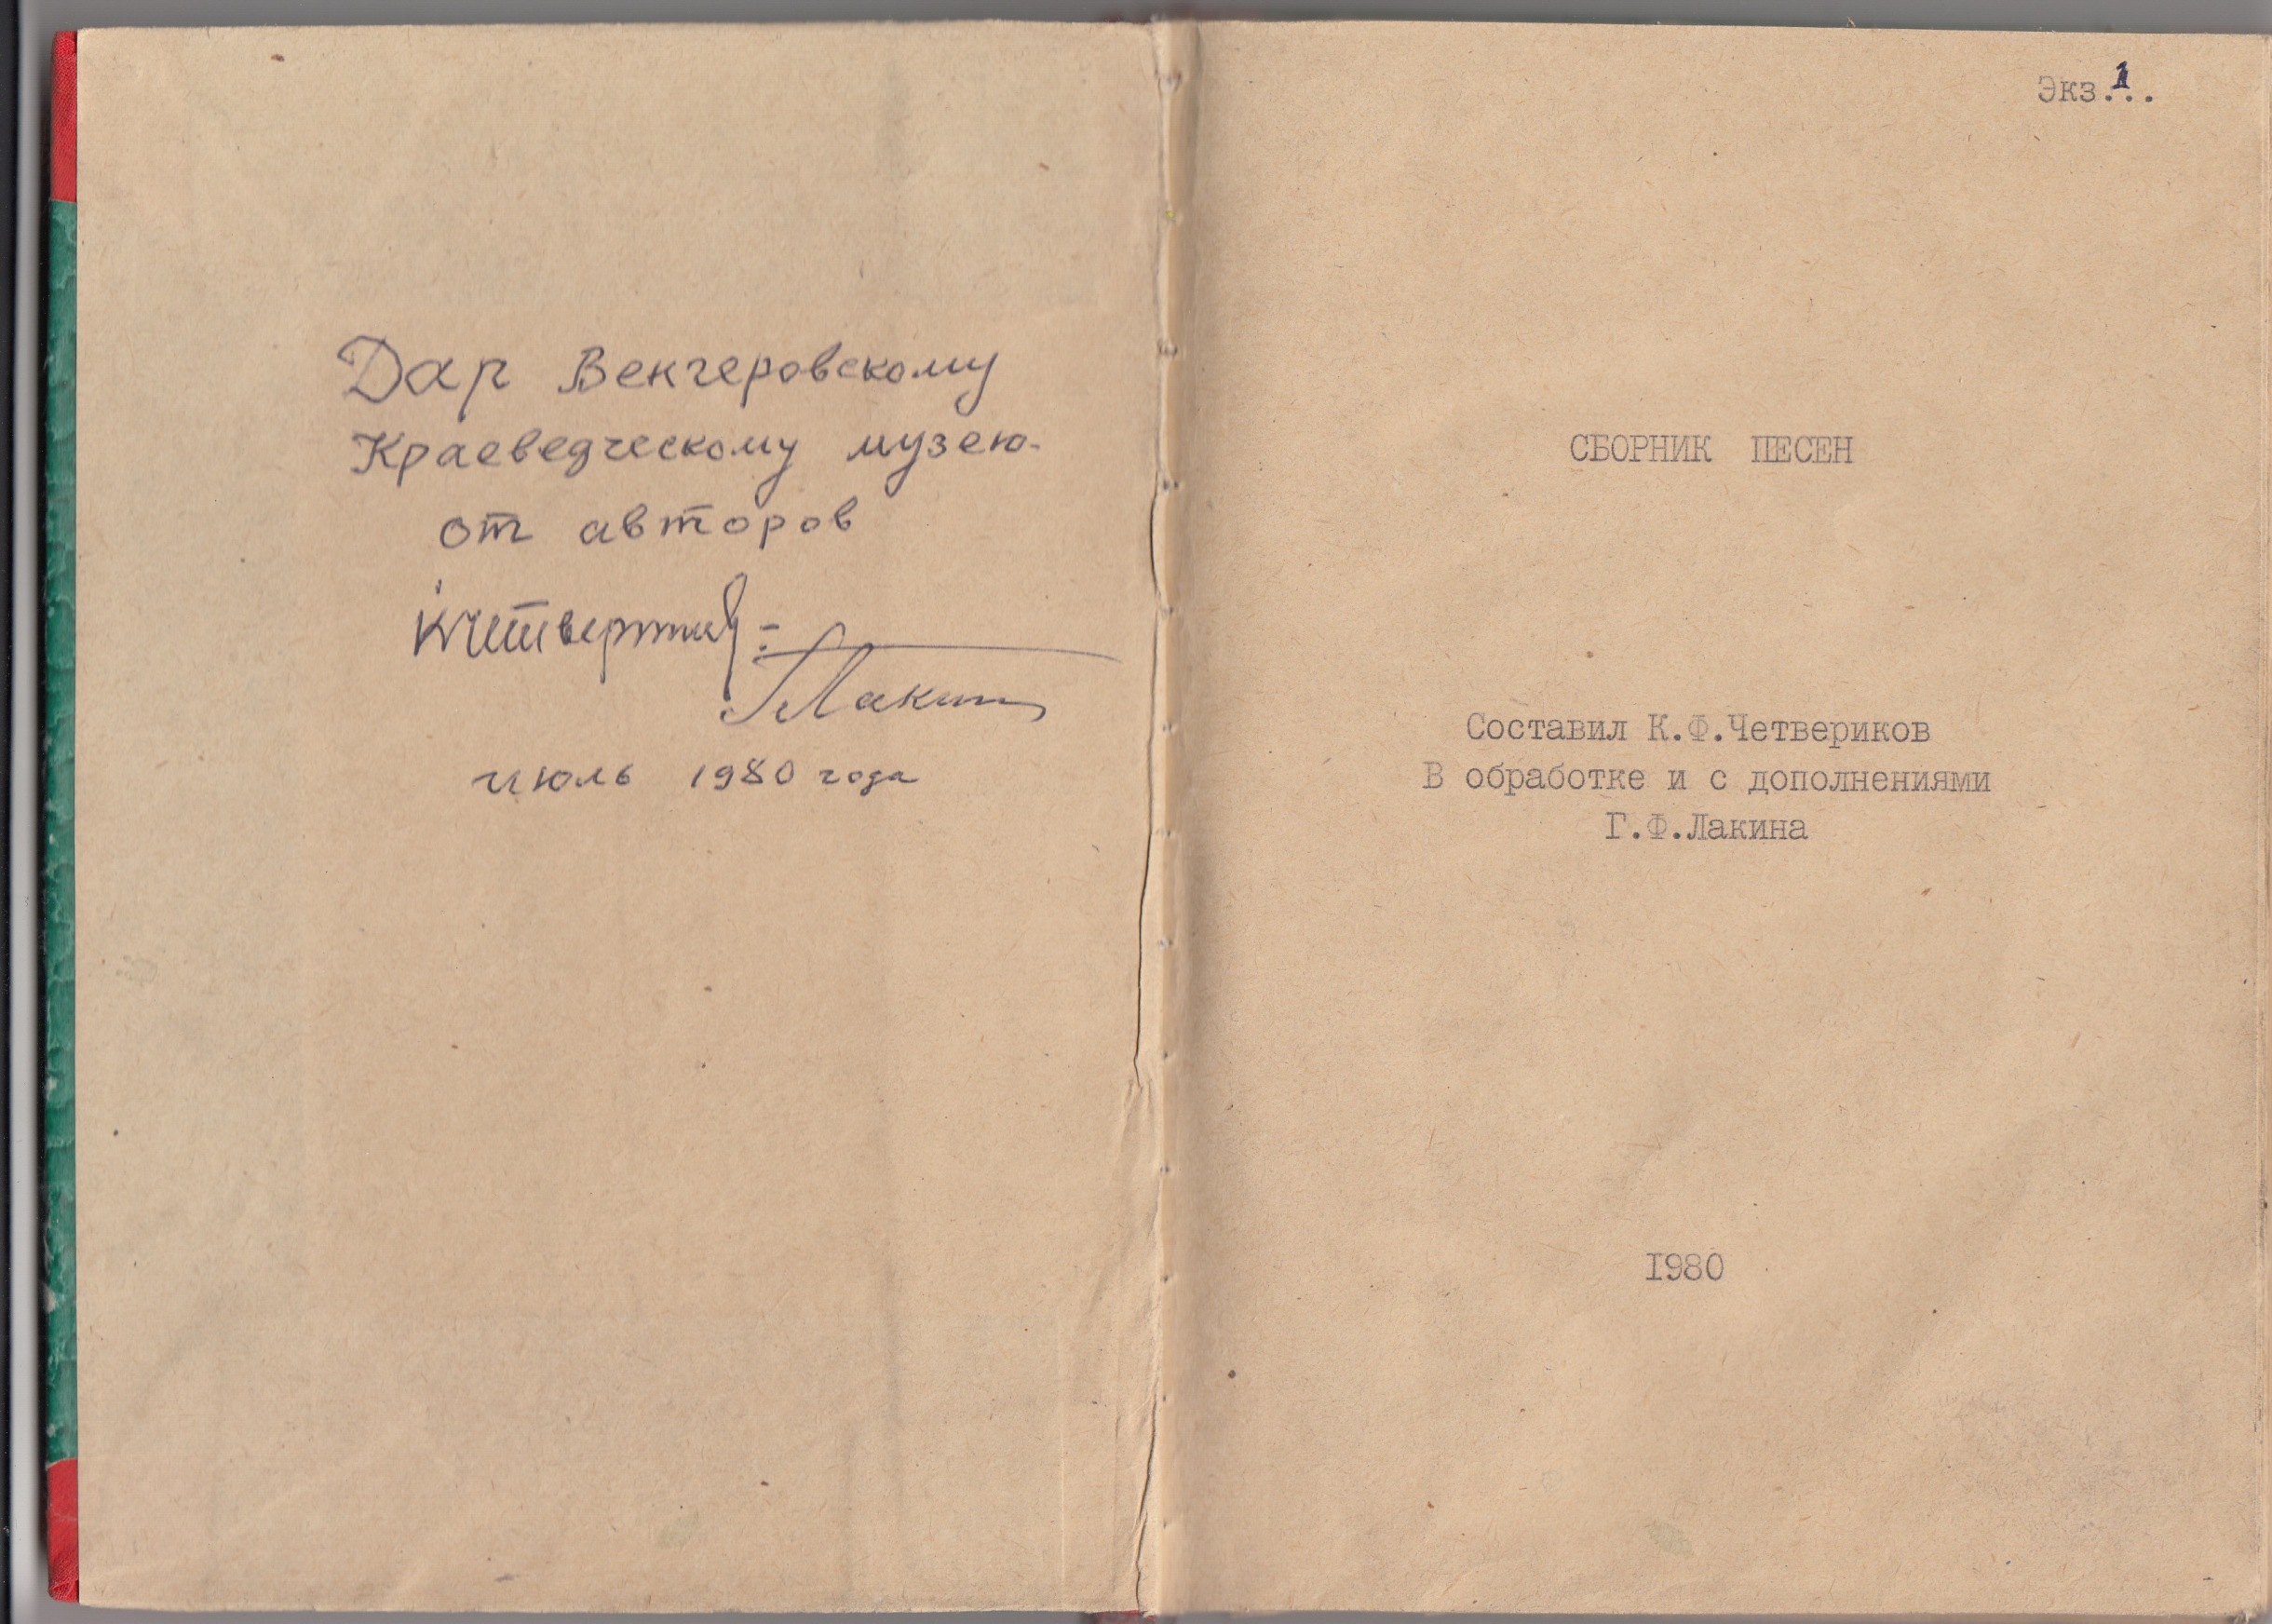 Дар Венгеровскому
Краеведческому музею-
от авторов
Лакин
июль 1980 года
Экз.1..
СБОРНИК ПЕСЕН
Составил К.Ф.Четвериков
В обработке и с дополнениями
Г.Ф.Лакина
1980